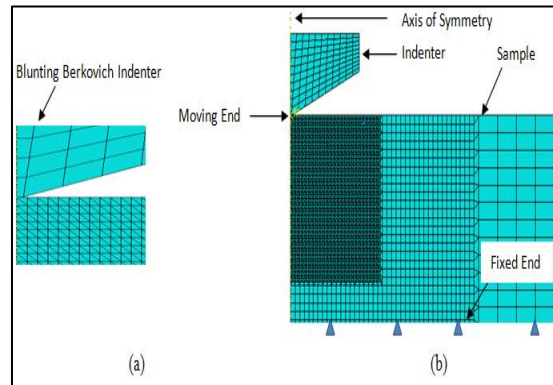 Blunting Berkovich Indenter
(a)
Axis of Symmetry
Indenter
Sample
Moving End
Fixed End
(b)